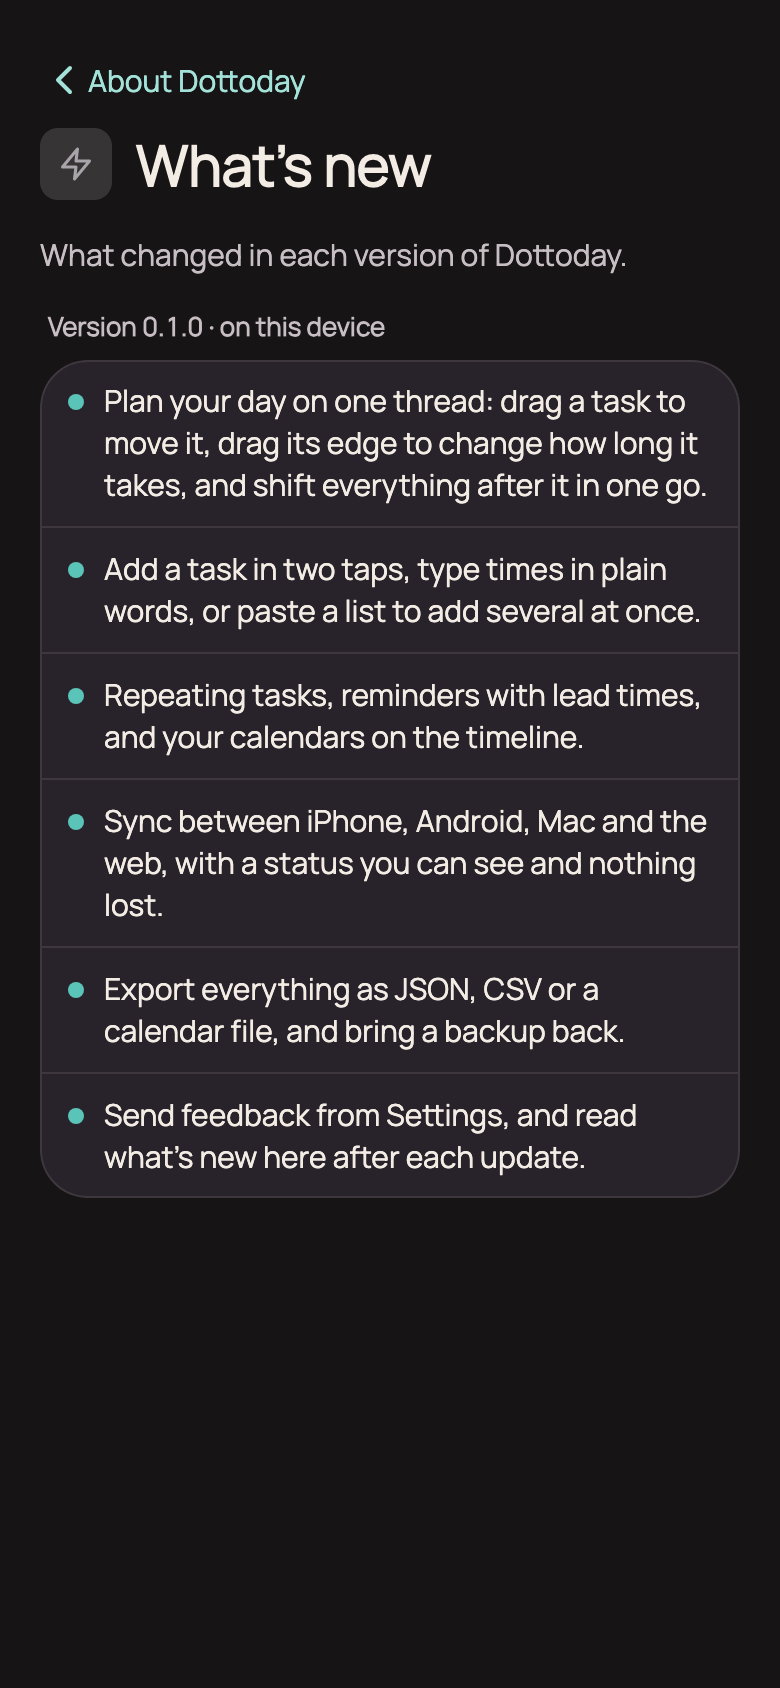 About Dottoday
What's new
What changed in each version of Dottoday.
Version 0.1.0 · on this device
Plan your day on one thread: drag a task to
move it, drag its edge to change how long it
takes, and shift everything after it in one go.
Add a task in two taps, type times in plain
words, or paste a list to add several at once.
Repeating tasks, reminders with lead times,
and your calendars on the timeline.
Sync between iPhone, Android, Mac and the
web, with a status you can see and nothing
lost.
Export everything as JSON, CSV or a
calendar file, and bring a backup back.
Send feedback from Settings, and read
what's new here after each update.